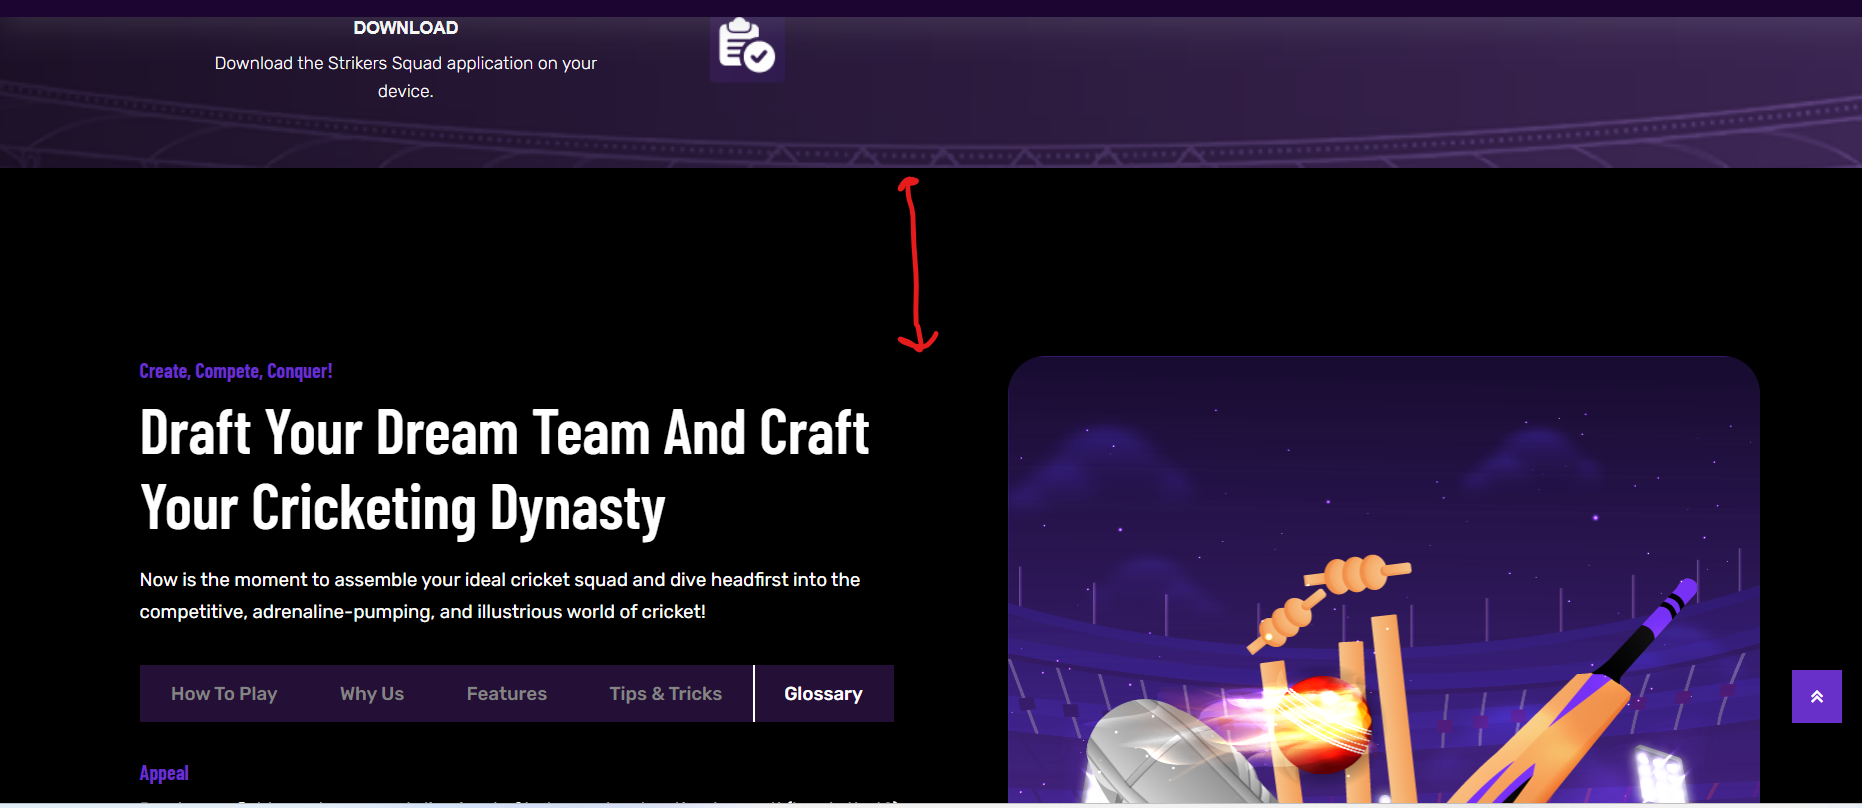 DOWNLOAD
Download the Strikers Squad application on your
device.
Create, Compete, Conquer!
Draft Your Dream Team And Craft
Your Cricketing Dynasty
Now is the moment to assemble your ideal cricket squad and dive headfirst into the
competitive, adrenaline-pumping, and illustrious world of cricket!
How To Play Why Us Features Tips & Tricks Glossary
Appeal